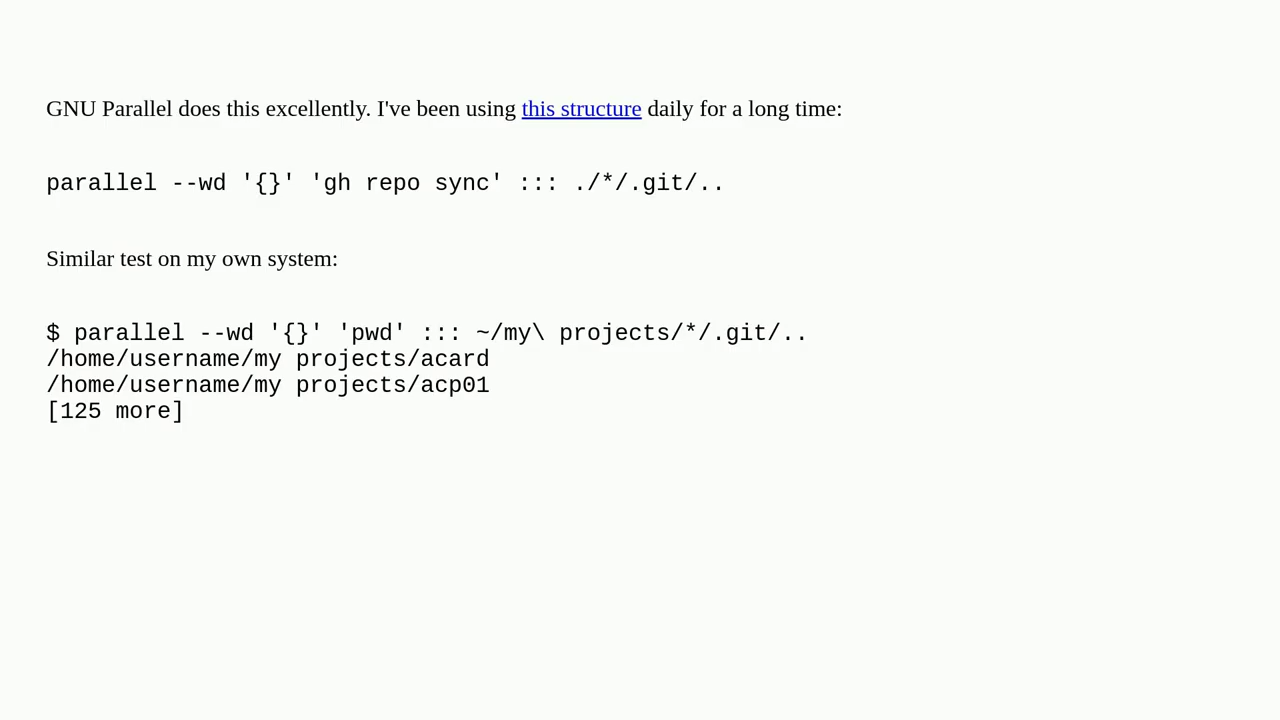 GNU Parallel does this excellently. I've been using this structure daily for a long time:
parallel --wd '{}' 'gh repo sync' ::: ./*/.git/..
Similar test on my own system:
$ parallel --wd '{}' 'pwd' ::: ~/my\ projects/*/.git/..
/home/username/my projects/acard
/home/username/my projects/acp01
[125 more]